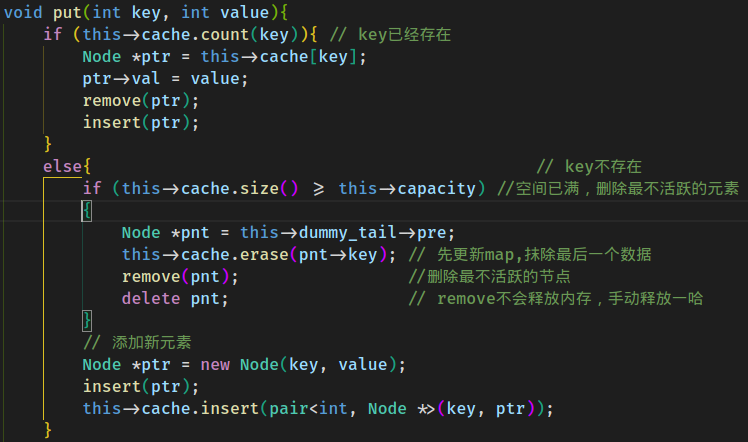 void put(int key, int value){
    if (this->cache.count(key)){ // key已经存在
        Node *ptr = this->cache[key];
        ptr->val = value;
        remove(ptr);
        insert(ptr);
    }
    else{                                              // key不存在
        if (this->cache.size() >= this->capacity) //空间已满，删除最不活跃的元素
        {
            Node *pnt = this->dummy_tail->pre;
            this->cache.erase(pnt->key); // 先更新map,抹除最后一个数据
            remove(pnt);                 //删除最不活跃的节点
            delete pnt;                  // remove不会释放内存，手动释放一哈
        }
        // 添加新元素
        Node *ptr = new Node(key, value);
        insert(ptr);
        this->cache.insert(pair<int, Node *>(key, ptr));
    }